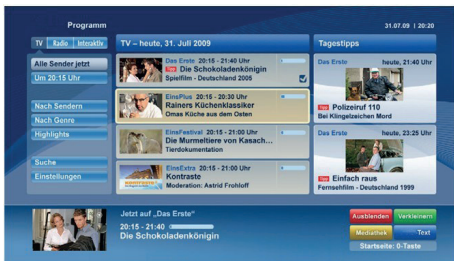 Programm
31.07.09 | 20:20
TV Radio Interaktiv
TV – heute, 31. Juli 2009
Tagestipps
Alle Sender jetzt
Um 20:15 Uhr
Nach Sendern
Nach Genre
Highlights
Suche
Einstellungen
Das Erste 20:15 - 21:40 Uhr
Tipp Die Schokoladenkönigin
Spielfilm - Deutschland 2005
EinsPlus 20:15 - 20:30 Uhr
Rainers Küchenklassiker
Omas Küche aus dem Osten
EinsFestival 20:00 - 21:00 Uhr
Die Murmeltiere von Kasach...
Tierdokumentation
EinsExtra 20:15 - 21:00 Uhr
Kontraste
Moderation: Astrid Frohloff
Das Erste heute, 21:40 Uhr
Tipp Polizeiruf 110
Bei Klingelzeichen Mord
Das Erste heute, 23:25 Uhr
Tipp Einfach raus
Fernsehfilm - Deutschland 1999
Jetzt auf „Das Erste“
20:15 - 21:40
Die Schokoladenkönigin
Ausblenden Verkleinern
Mediathek Text
Startseite: 0-Taste